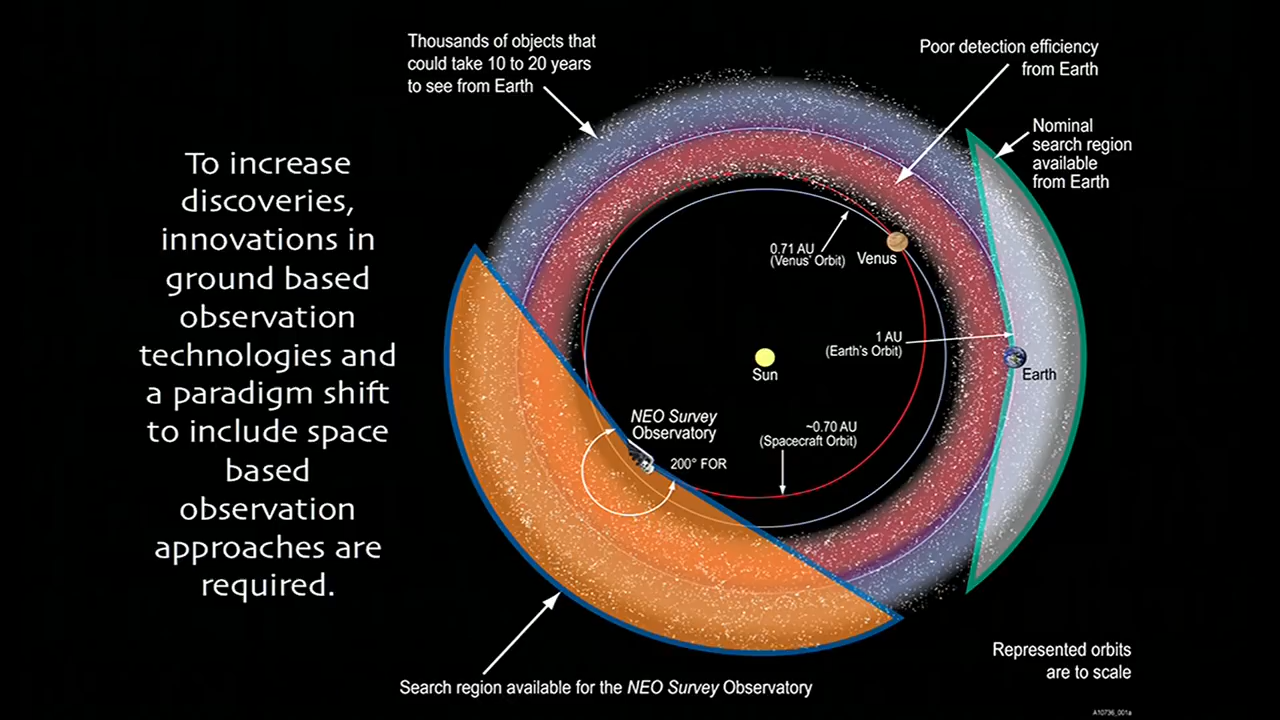 Thousands of objects that
could take 10 to 20 years
to see from Earth
Poor detection efficiency
from Earth
Nominal
search region
available
from Earth
To increase
discoveries,
innovations in
ground based
observation
technologies and
a paradigm shift
to include space
based
observation
approaches are
required.
0.71 AU
(Venus' Orbit)
Venus
1 AU
(Earth's Orbit)
Sun
Earth
NEO Survey
Observatory
200° FOR
~0.70 AU
(Spacecraft Orbit)
Represented orbits
are to scale
Search region available for the NEO Survey Observatory
A10736_001a